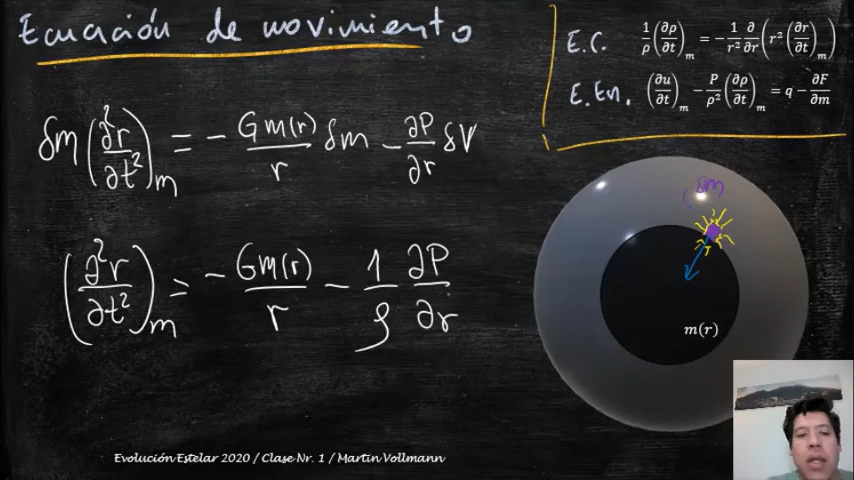 Ecuación de movimiento
E.C. 1/ρ (∂ρ/∂t)_m = − 1/r² ∂/∂r (r² (∂r/∂t)_m)
E.En. (∂u/∂t)_m − P/ρ² (∂ρ/∂t)_m = q − ∂F/∂m
δm (∂²r/∂t²)_m = − Gm(r)/r δm − ∂P/∂r δV
(∂²r/∂t²)_m = − Gm(r)/r − 1/ρ ∂P/∂r
δm
m(r)
Evolución Estelar 2020 / Clase Nr. 1 / Martin Vollmann